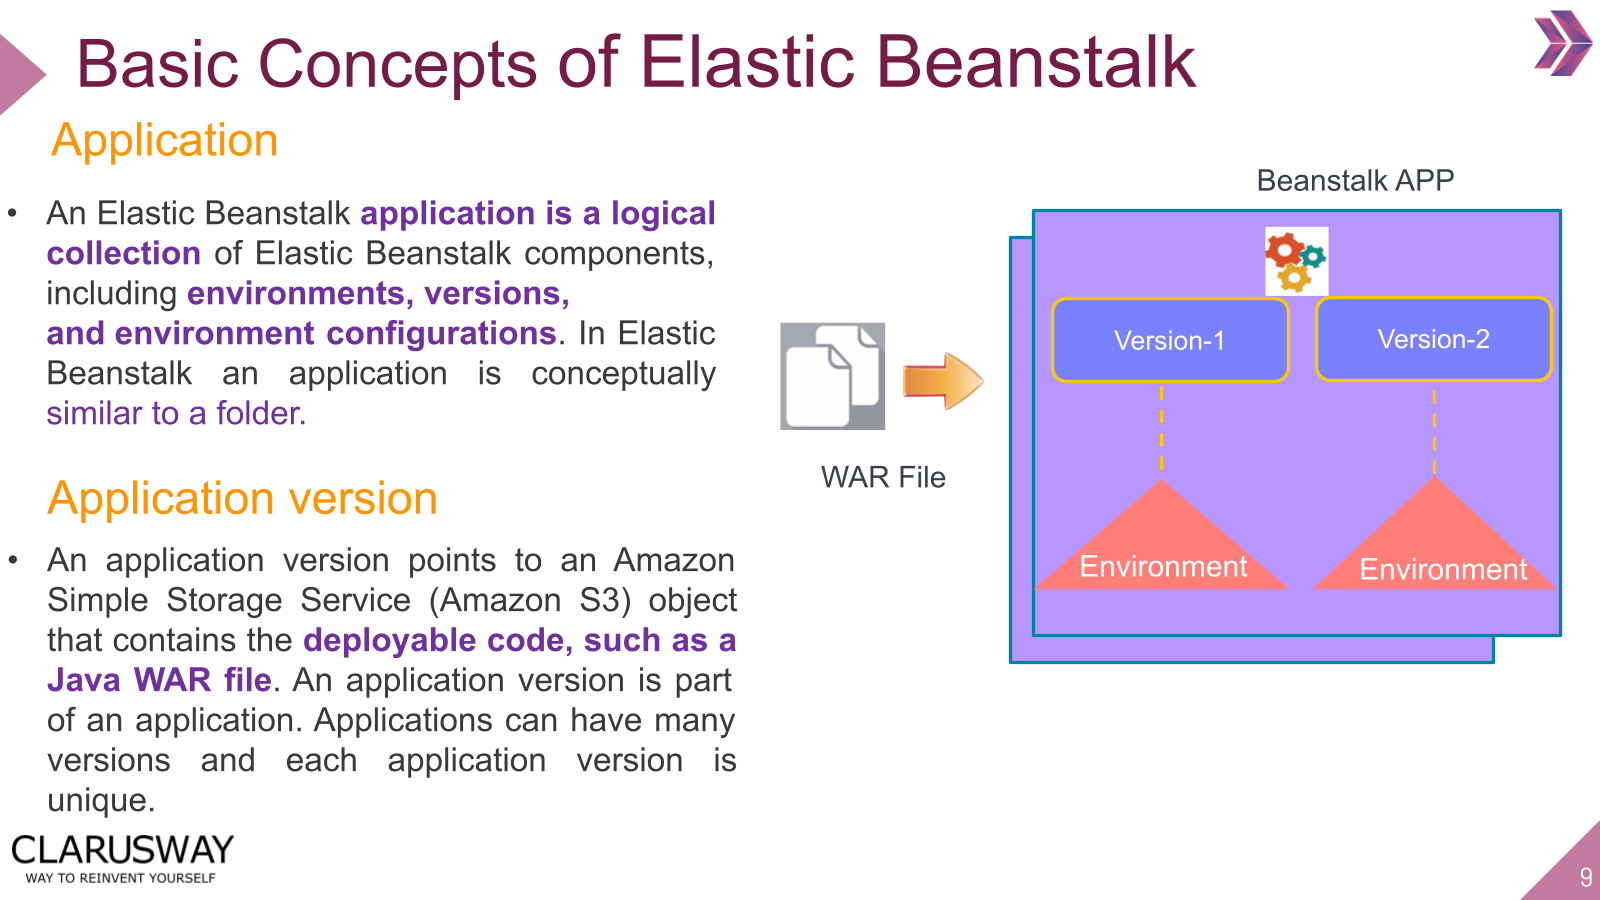 Basic Concepts of Elastic Beanstalk
Application
• An Elastic Beanstalk application is a logical
collection of Elastic Beanstalk components,
including environments, versions,
and environment configurations. In Elastic
Beanstalk an application is conceptually
similar to a folder.
Application version
• An application version points to an Amazon
Simple Storage Service (Amazon S3) object
that contains the deployable code, such as a
Java WAR file. An application version is part
of an application. Applications can have many
versions and each application version is
unique.
Beanstalk APP
Version-1
Version-2
WAR File
Environment
Environment
CLARUSWAY
WAY TO REINVENT YOURSELF
9